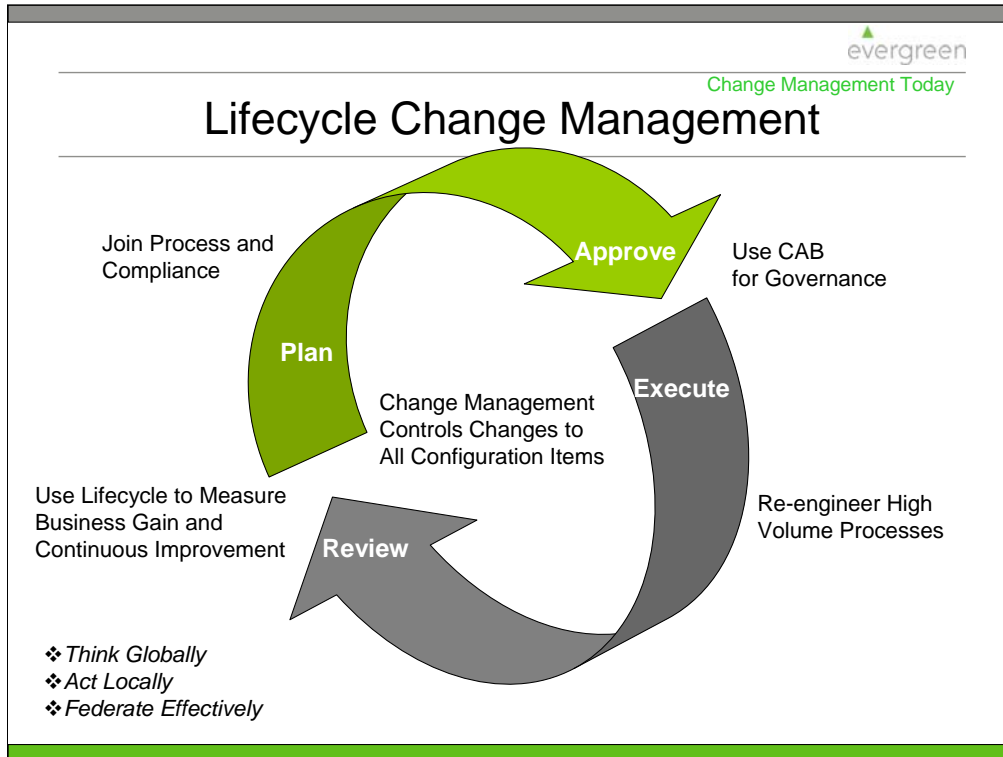 evergreen
Change Management Today
Lifecycle Change Management
Join Process and
Compliance
Approve
Use CAB
for Governance
Plan
Execute
Change Management
Controls Changes to
All Configuration Items
Use Lifecycle to Measure
Business Gain and
Continuous Improvement
Review
Re-engineer High
Volume Processes
❖Think Globally
❖Act Locally
❖Federate Effectively